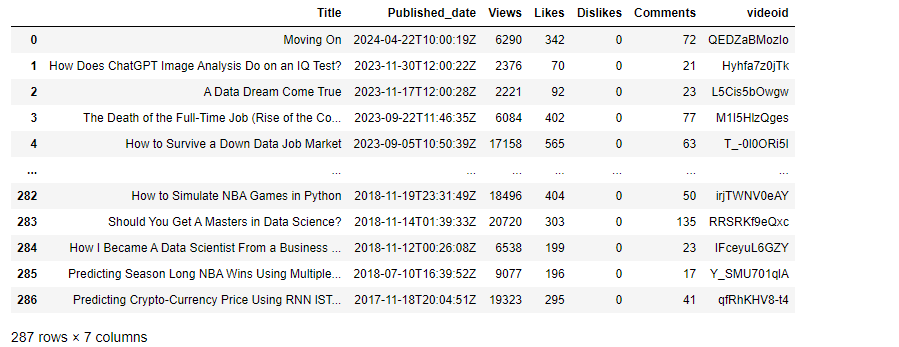 Title Published_date Views Likes Dislikes Comments videoid
0 Moving On 2024-04-22T10:00:19Z 6290 342 0 72 QEDZaBMozIo
1 How Does ChatGPT Image Analysis Do on an IQ Test? 2023-11-30T12:00:22Z 2376 70 0 21 Hyhfa7z0jTk
2 A Data Dream Come True 2023-11-17T12:00:28Z 2221 92 0 23 L5Cis5bOwgw
3 The Death of the Full-Time Job (Rise of the Co... 2023-09-22T11:46:35Z 6084 402 0 77 M1I5HlzQges
4 How to Survive a Down Data Job Market 2023-09-05T10:50:39Z 17158 565 0 63 T_-0I0ORi5I
... ... ... ... ... ... ... ...
282 How to Simulate NBA Games in Python 2018-11-19T23:31:49Z 18496 404 0 50 irjTWNV0eAY
283 Should You Get A Masters in Data Science? 2018-11-14T01:39:33Z 20720 303 0 135 RRSRKf9eQxc
284 How I Became A Data Scientist From a Business ... 2018-11-12T00:26:08Z 6538 199 0 23 IFceyuL6GZY
285 Predicting Season Long NBA Wins Using Multiple... 2018-07-10T16:39:52Z 9077 196 0 17 Y_SMU701qlA
286 Predicting Crypto-Currency Price Using RNN lST... 2017-11-18T20:04:51Z 19323 295 0 41 qfRhKHV8-t4
287 rows × 7 columns